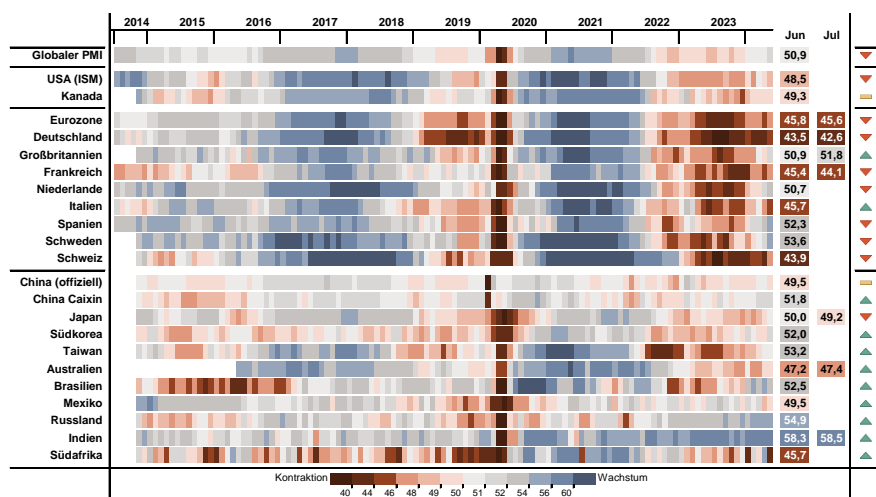 2014 2015 2016 2017 2018 2019 2020 2021 2022 2023
Jun Jul
Globaler PMI 50,9
USA (ISM) 48,5
Kanada 49,3
Eurozone 45,8 45,6
Deutschland 43,5 42,6
Großbritannien 50,9 51,8
Frankreich 45,4 44,1
Niederlande 50,7
Italien 45,7
Spanien 52,3
Schweden 53,6
Schweiz 43,9
China (offiziell) 49,5
China Caixin 51,8
Japan 50,0 49,2
Südkorea 52,0
Taiwan 53,2
Australien 47,2 47,4
Brasilien 52,5
Mexiko 49,5
Russland 54,9
Indien 58,3 58,5
Südafrika 45,7
Kontraktion Wachstum
40 44 46 48 49 50 51 52 54 56 60